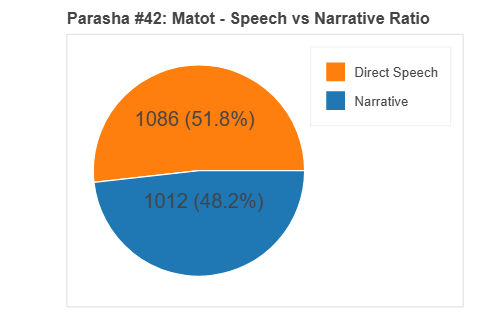 Parasha #42: Matot - Speech vs Narrative Ratio
Direct Speech
Narrative
1086 (51.8%)
1012 (48.2%)